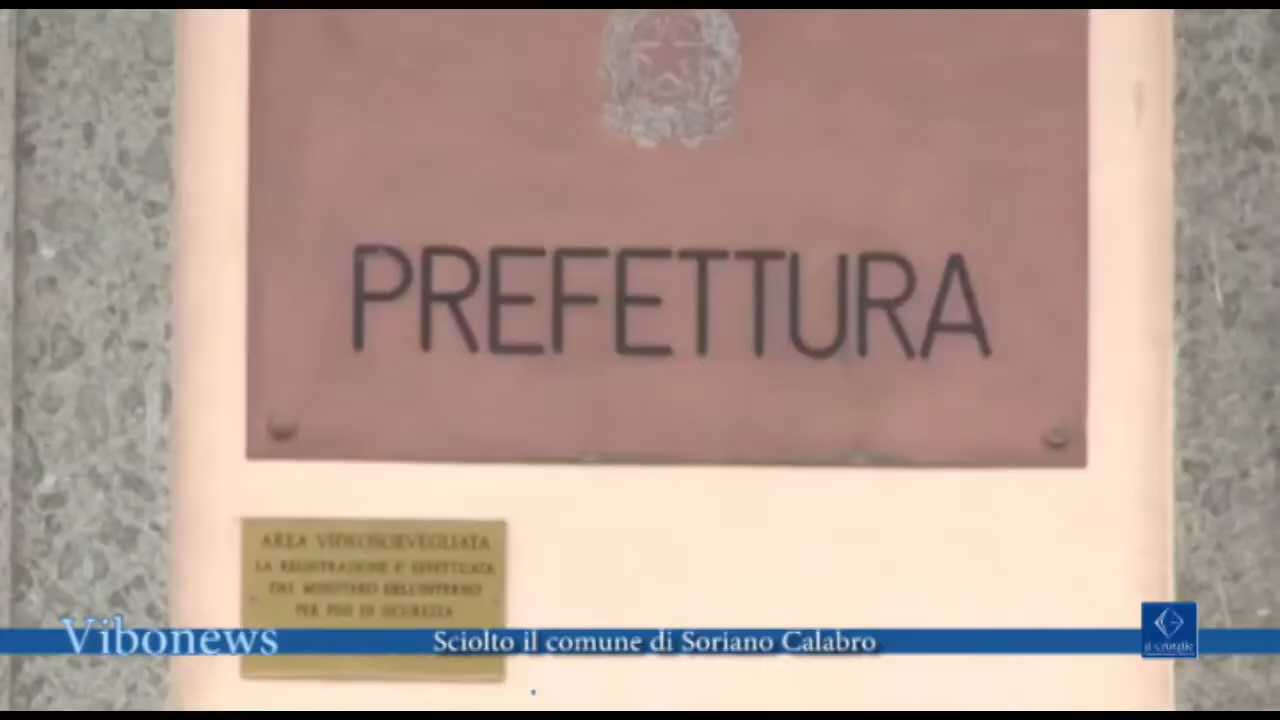 PREFETTURA
AREA VIDEOSORVEGLIATA
LA REGISTRAZIONE E' EFFETTUATA
DAL MINISTERO DELL'INTERNO
PER FINI DI SICUREZZA
Vibonews
Sciolto il comune di Soriano Calabro